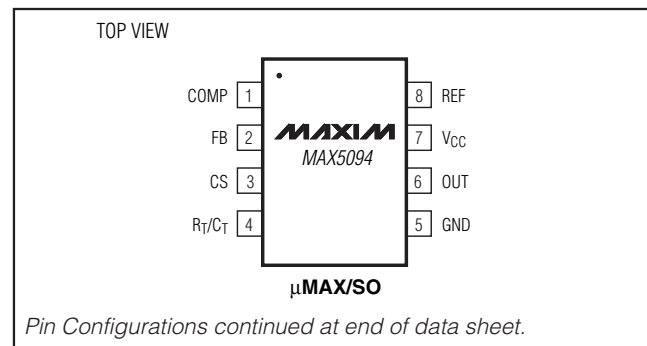 TOP VIEW
COMP 1
FB 2
CS 3
RT/CT 4
MAXIM
MAX5094
8 REF
7 VCC
6 OUT
5 GND
µMAX/SO
Pin Configurations continued at end of data sheet.